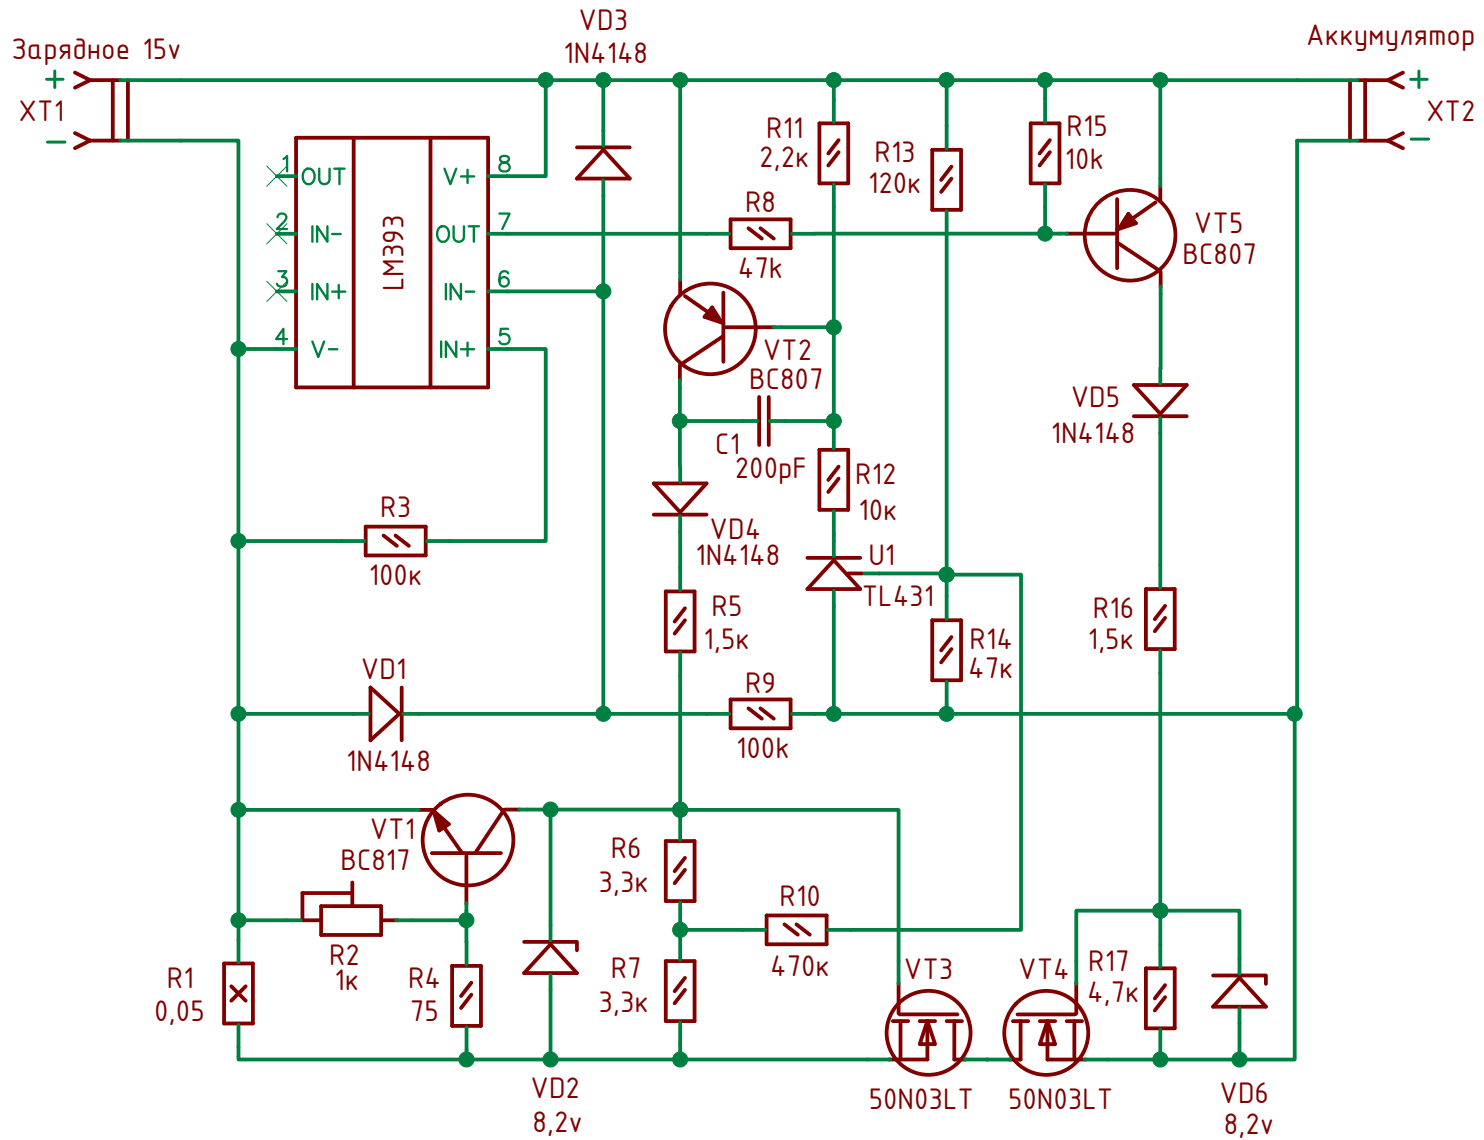 VD3
1N4148
Зарядное 15v
Аккумулятор
+
+
XT1
XT2
−
−
R11
2,2к
R13
120к
R15
10k
1
OUT
V+
8
2
IN-
OUT
7
3
IN+
IN-
6
4
V-
IN+
5
LM393
R8
47k
VT5
BC807
VT2
BC807
VD5
1N4148
C1
200pF
R12
10к
R3
100к
VD4
1N4148
U1
TL431
R5
1,5к
R16
1,5к
R14
47к
VD1
1N4148
R9
100k
VT1
BC817
R6
3,3к
R10
470к
R2
1к
R1
0,05
R4
75
R7
3,3к
VT3
VT4
R17
4,7к
50N03LT
50N03LT
VD2
8,2v
VD6
8,2v